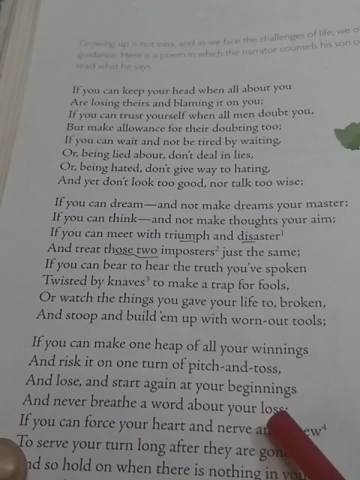 Growing up is not easy, and as we face the challenges of life, we
guidance. Here is a poem in which the narrator counsels his son
read what he says.
If you can keep your head when all about you
Are losing theirs and blaming it on you;
If you can trust yourself when all men doubt you,
But make allowance for their doubting too;
If you can wait and not be tired by waiting,
Or, being lied about, don't deal in lies,
Or, being hated, don't give way to hating,
And yet don't look too good, nor talk too wise;
If you can dream—and not make dreams your master;
If you can think—and not make thoughts your aim;
If you can meet with triumph and disaster¹
And treat those two imposters² just the same;
If you can bear to hear the truth you've spoken
Twisted by knaves³ to make a trap for fools,
Or watch the things you gave your life to, broken,
And stoop and build 'em up with worn-out tools;
If you can make one heap of all your winnings
And risk it on one turn of pitch-and-toss,
And lose, and start again at your beginnings
And never breathe a word about your loss;
If you can force your heart and nerve
To serve your turn long after they are
so hold on when there is nothing in